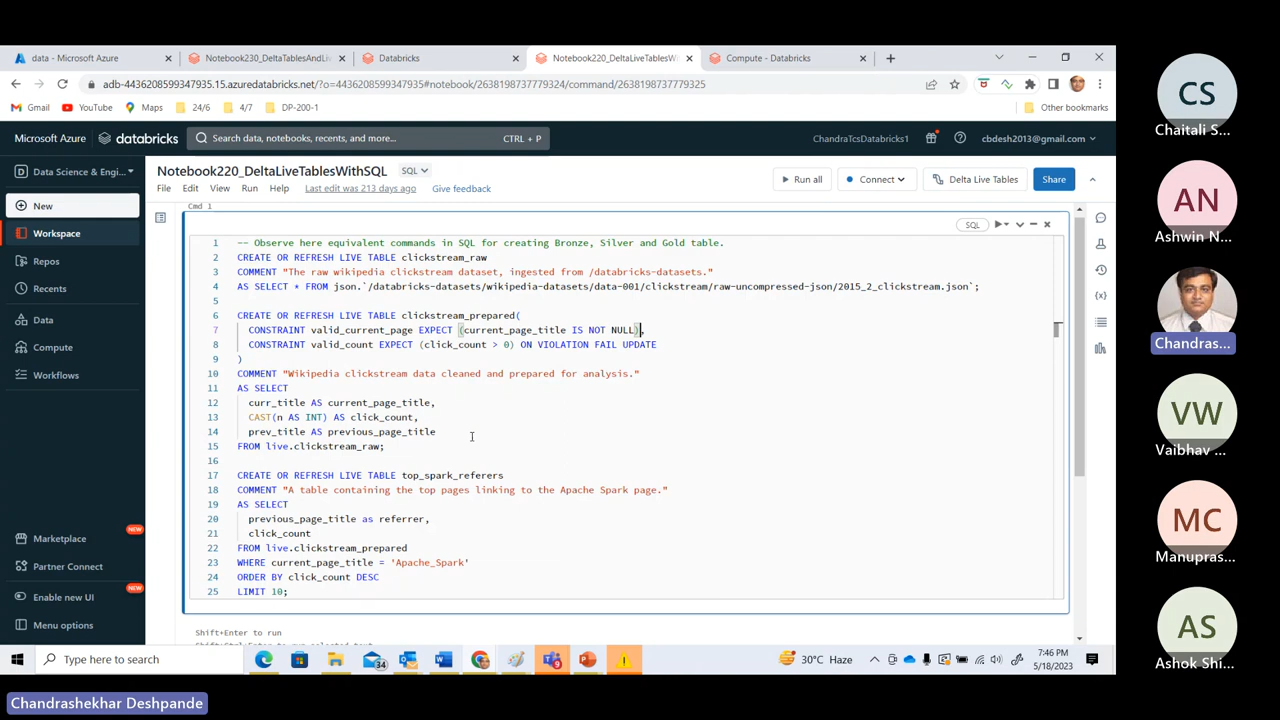 data - Microsoft Azure
Notebook230_DeltaTablesAndLi
Databricks
Notebook220_DeltaLiveTablesWi
Compute - Databricks
adb-4436208599347935.15.azuredatabricks.net/?o=4436208599347935#notebook/2638198737779324/command/2638198737779325
Gmail
YouTube
Maps
24/6
4/7
DP-200-1
Other bookmarks
Microsoft Azure
databricks
Search data, notebooks, recents, and more...
CTRL + P
ChandraTcsDatabricks1
cbdesh2013@gmail.com
Data Science & Engi...
New
Workspace
Repos
Recents
Data
Compute
Workflows
Marketplace
NEW
Partner Connect
Enable new UI
NEW
Menu options
Notebook220_DeltaLiveTablesWithSQL
SQL
File
Edit
View
Run
Help
Last edit was 213 days ago
Give feedback
Run all
Connect
Delta Live Tables
Share
Cmd 1
SQL
1 -- Observe here equivalent commands in SQL for creating Bronze, Silver and Gold table.
2 CREATE OR REFRESH LIVE TABLE clickstream_raw
3 COMMENT "The raw wikipedia clickstream dataset, ingested from /databricks-datasets."
4 AS SELECT * FROM json.`/databricks-datasets/wikipedia-datasets/data-001/clickstream/raw-uncompressed-json/2015_2_clickstream.json`;
5
6 CREATE OR REFRESH LIVE TABLE clickstream_prepared(
7 CONSTRAINT valid_current_page EXPECT (current_page_title IS NOT NULL),
8 CONSTRAINT valid_count EXPECT (click_count > 0) ON VIOLATION FAIL UPDATE
9 )
10 COMMENT "Wikipedia clickstream data cleaned and prepared for analysis."
11 AS SELECT
12 curr_title AS current_page_title,
13 CAST(n AS INT) AS click_count,
14 prev_title AS previous_page_title
15 FROM live.clickstream_raw;
16
17 CREATE OR REFRESH LIVE TABLE top_spark_referers
18 COMMENT "A table containing the top pages linking to the Apache Spark page."
19 AS SELECT
20 previous_page_title as referrer,
21 click_count
22 FROM live.clickstream_prepared
23 WHERE current_page_title = 'Apache_Spark'
24 ORDER BY click_count DESC
25 LIMIT 10;
Shift+Enter to run
CS
Chaitali S...
AN
Ashwin N...
Chandras...
VW
Vaibhav ...
MC
Manupras...
AS
Ashok Shi...
Type here to search
34
9
30°C Haze
7:46 PM
5/18/2023
Chandrashekhar Deshpande